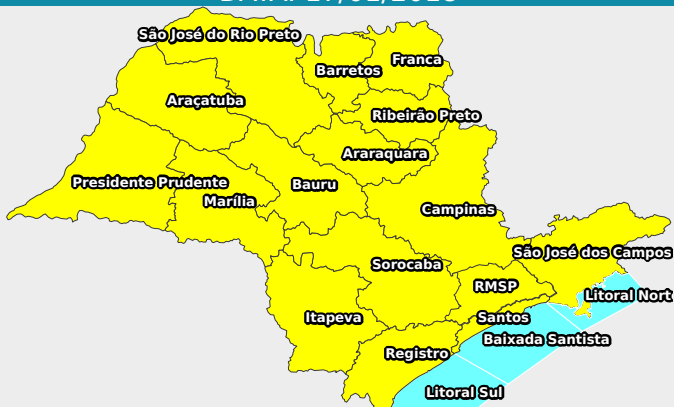 São José do Rio Preto
Franca
Barretos
Araçatuba
Ribeirão Preto
Araraquara
Presidente Prudente
Bauru
Marília
Campinas
São José dos Campos
Sorocaba
RMSP
Litoral Nort
Itapeva
Santos
Baixada Santista
Registro
Litoral Sul